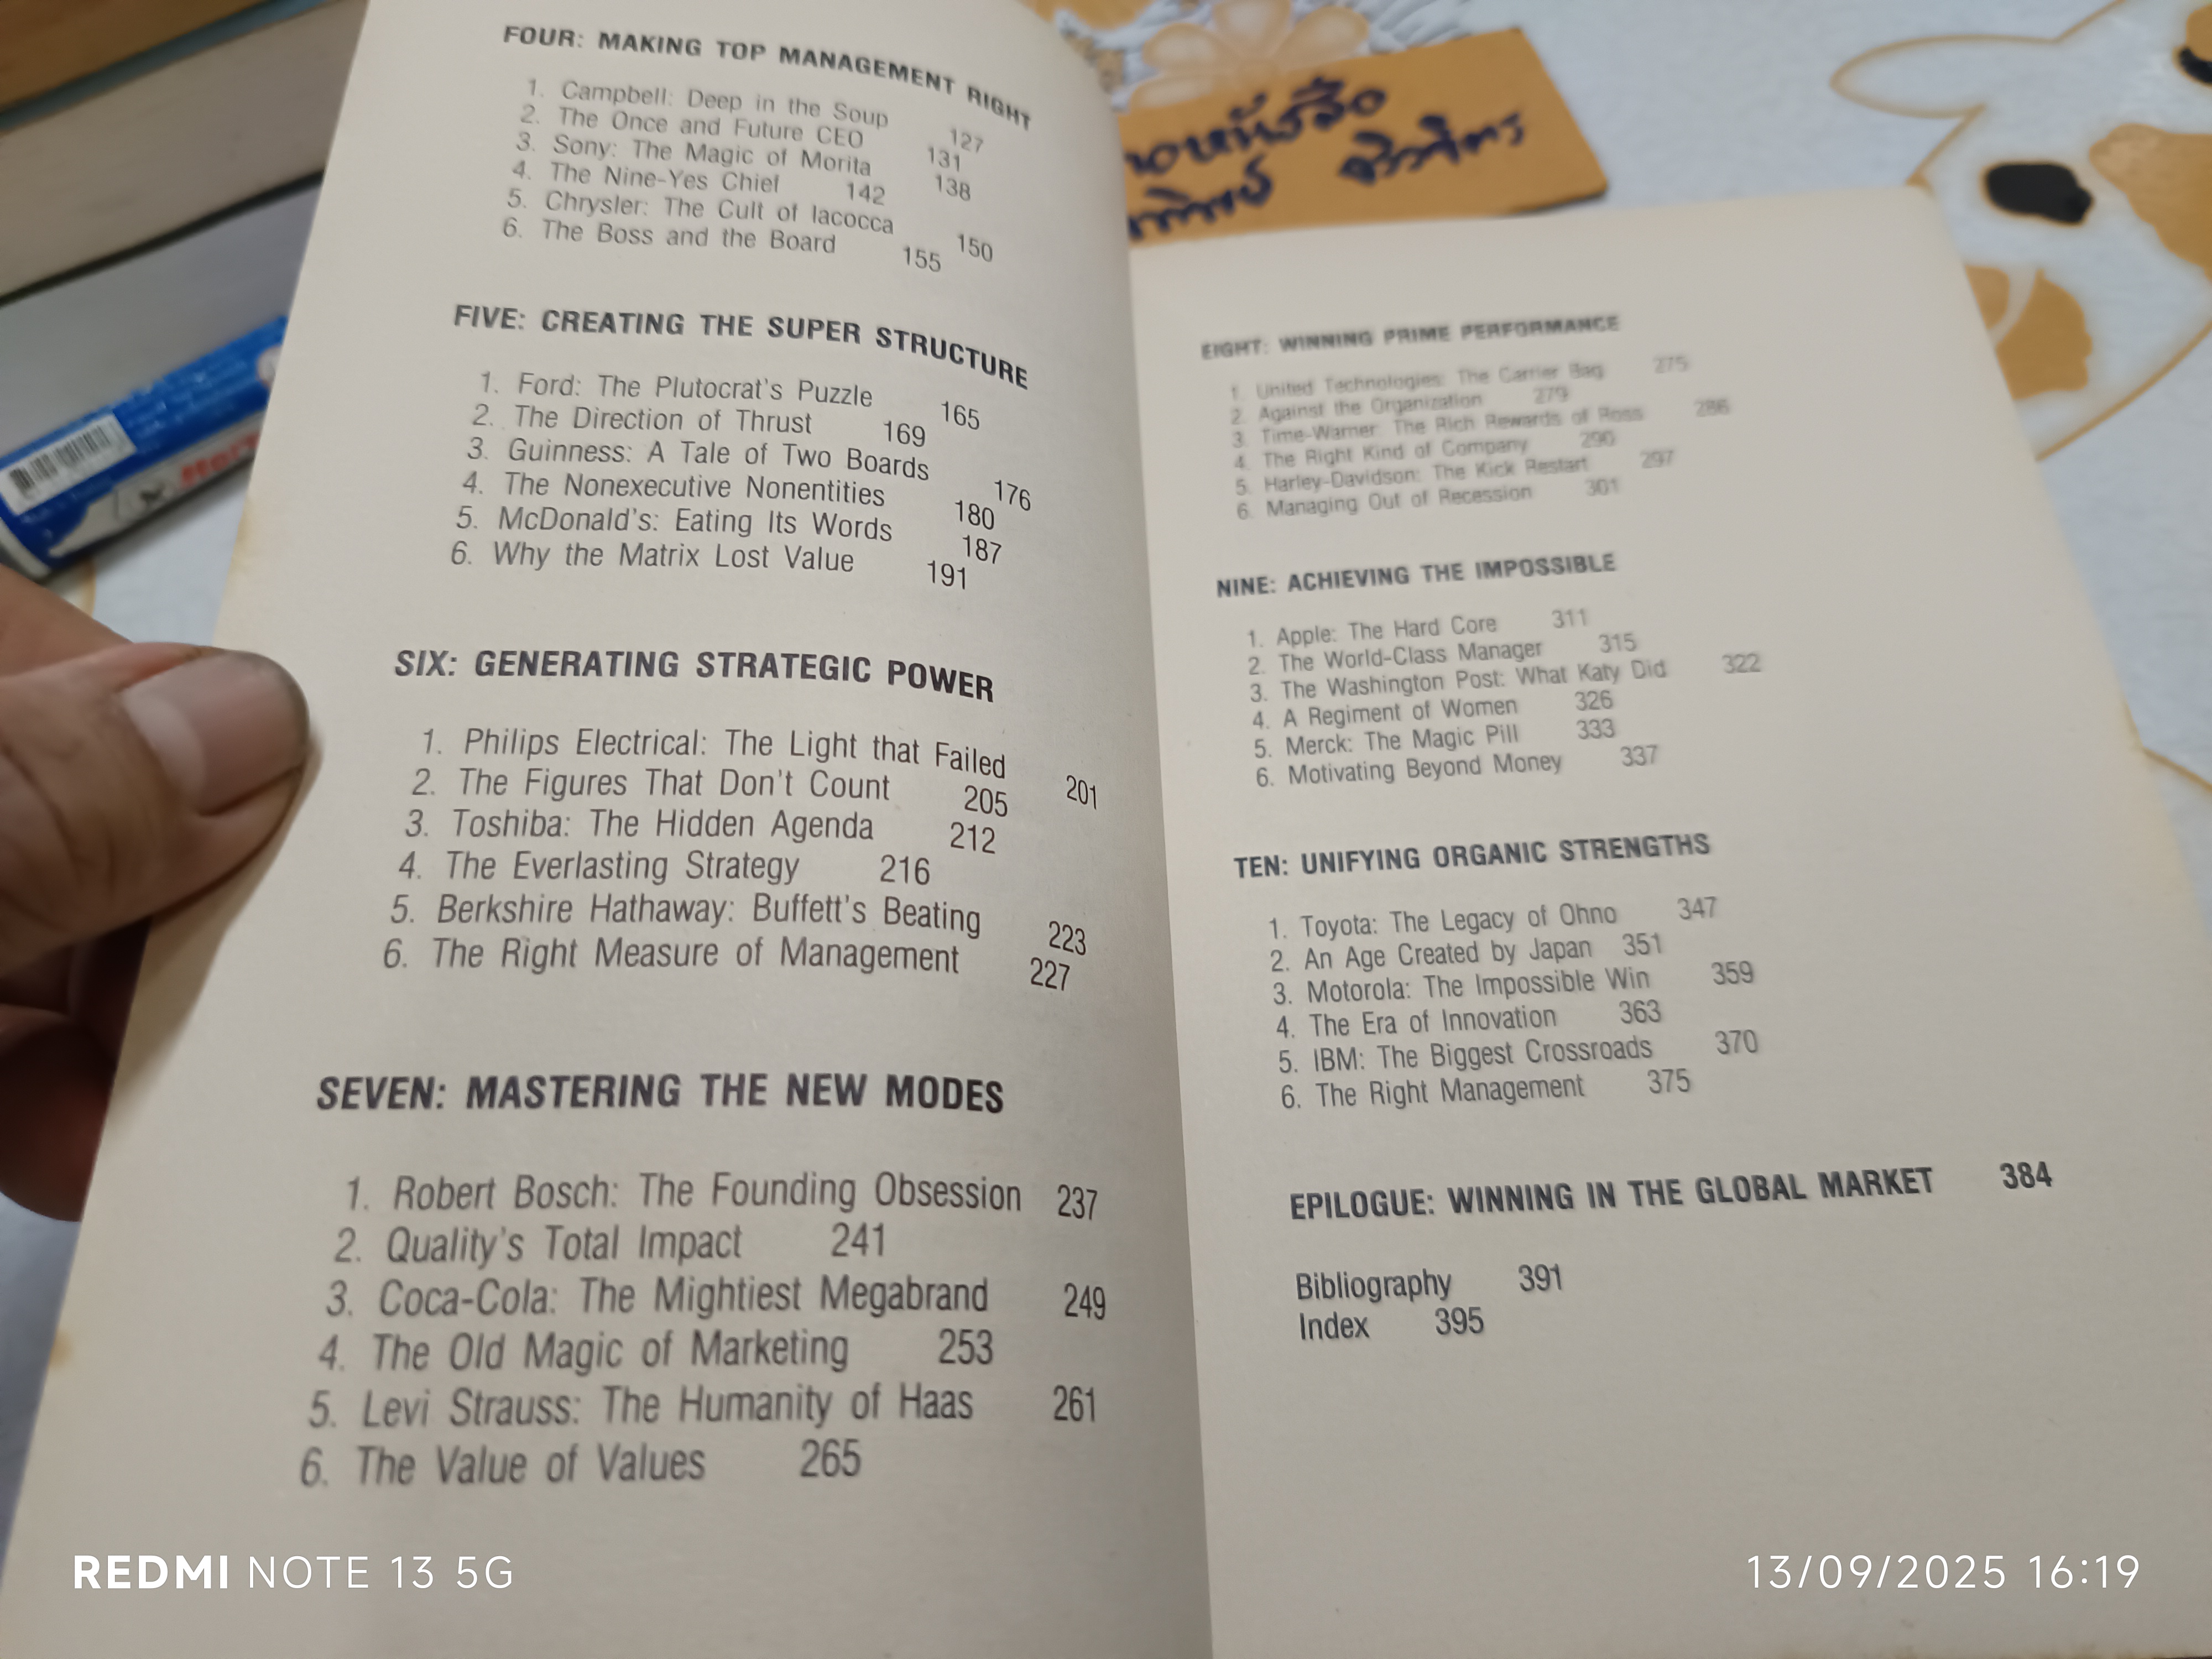 FOUR: MAKING TOP MANAGEMENT RIGHT
1. Campbell: Deep in the Soup 127
2. The Once and Future CEO 131
3. Sony: The Magic of Morita 138
4. The Nine-Yes Chief 142
5. Chrysler: The Cult of Iacocca 150
6. The Boss and the Board 155
FIVE: CREATING THE SUPER STRUCTURE
1. Ford: The Plutocrat's Puzzle 165
2. The Direction of Thrust 169
3. Guinness: A Tale of Two Boards 176
4. The Nonexecutive Nonentities 180
5. McDonald's: Eating Its Words 187
6. Why the Matrix Lost Value 191
SIX: GENERATING STRATEGIC POWER
1. Philips Electrical: The Light that Failed 201
2. The Figures That Don't Count 205
3. Toshiba: The Hidden Agenda 212
4. The Everlasting Strategy 216
5. Berkshire Hathaway: Buffett's Beating 223
6. The Right Measure of Management 227
SEVEN: MASTERING THE NEW MODES
1. Robert Bosch: The Founding Obsession 237
2. Quality's Total Impact 241
3. Coca-Cola: The Mightiest Megabrand 249
4. The Old Magic of Marketing 253
5. Levi Strauss: The Humanity of Haas 261
6. The Value of Values 265
EIGHT: WINNING PRIME PERFORMANCE
1. United Technologies: The Carrier Bag 275
2. Against the Organization 279
3. Time-Warner: The Rich Rewards of Ross 286
4. The Right Kind of Company 290
5. Harley-Davidson: The Kick Restart 297
6. Managing Out of Recession 301
NINE: ACHIEVING THE IMPOSSIBLE
1. Apple: The Hard Core 311
2. The World-Class Manager 315
3. The Washington Post: What Katy Did 322
4. A Regiment of Women 326
5. Merck: The Magic Pill 333
6. Motivating Beyond Money 337
TEN: UNIFYING ORGANIC STRENGTHS
1. Toyota: The Legacy of Ohno 347
2. An Age Created by Japan 351
3. Motorola: The Impossible Win 359
4. The Era of Innovation 363
5. IBM: The Biggest Crossroads 370
6. The Right Management 375
EPILOGUE: WINNING IN THE GLOBAL MARKET 384
Bibliography 391
Index 395
REDMI NOTE 13 5G
13/09/2025 16:19